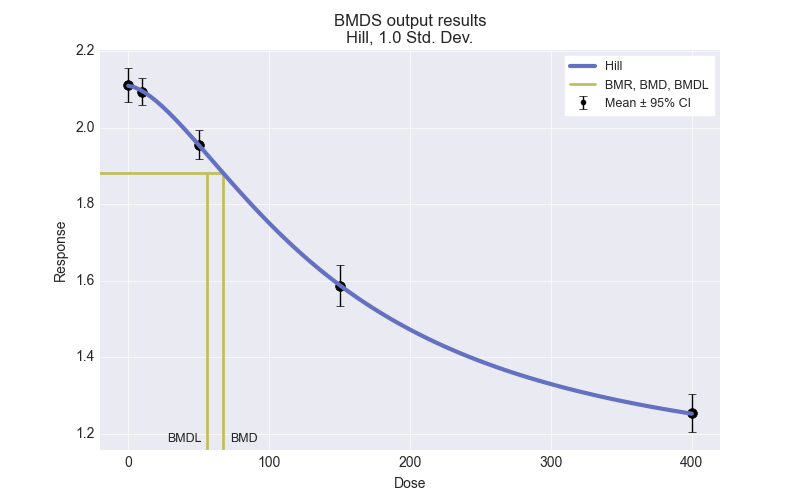 BMDS output results
Hill, 1.0 Std. Dev.
2.2
2.0
1.8
1.6
1.4
1.2
Response
Hill
BMR, BMD, BMDL
Mean ± 95% CI
BMDL
BMD
0
100
200
300
400
Dose